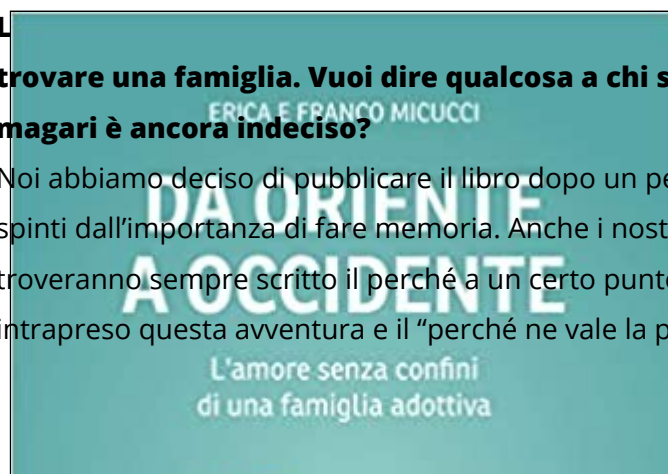 L
trovare una famiglia. Vuoi dire qualcosa a chi s
ERICA E FRANCO MICUCCI
magari è ancora indeciso?
Noi abbiamo deciso di pubblicare il libro dopo un pe
DA ORIENTE
spinti dall’importanza di fare memoria. Anche i nost
A OCCIDENTE
troveranno sempre scritto il perché a un certo punto
intrapreso questa avventura e il “perché ne vale la p
L'amore senza confini
di una famiglia adottiva